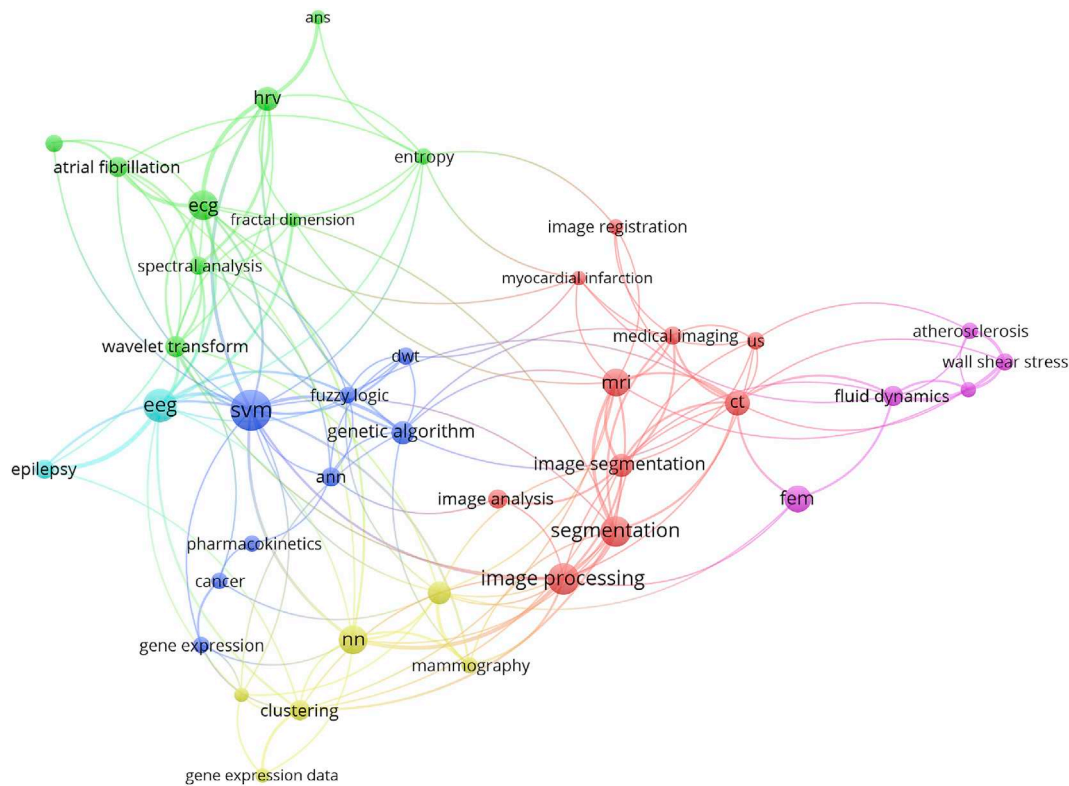 ans
hrv
entropy
atrial fibrillation
ecg
fractal dimension
image registration
spectral analysis
myocardial infarction
atherosclerosis
medical imaging
us
wavelet transform
dwt
wall shear stress
mri
fuzzy logic
fluid dynamics
eeg
svm
ct
genetic algorithm
epilepsy
image segmentation
ann
image analysis
fem
segmentation
pharmacokinetics
image processing
cancer
nn
gene expression
mammography
clustering
gene expression data